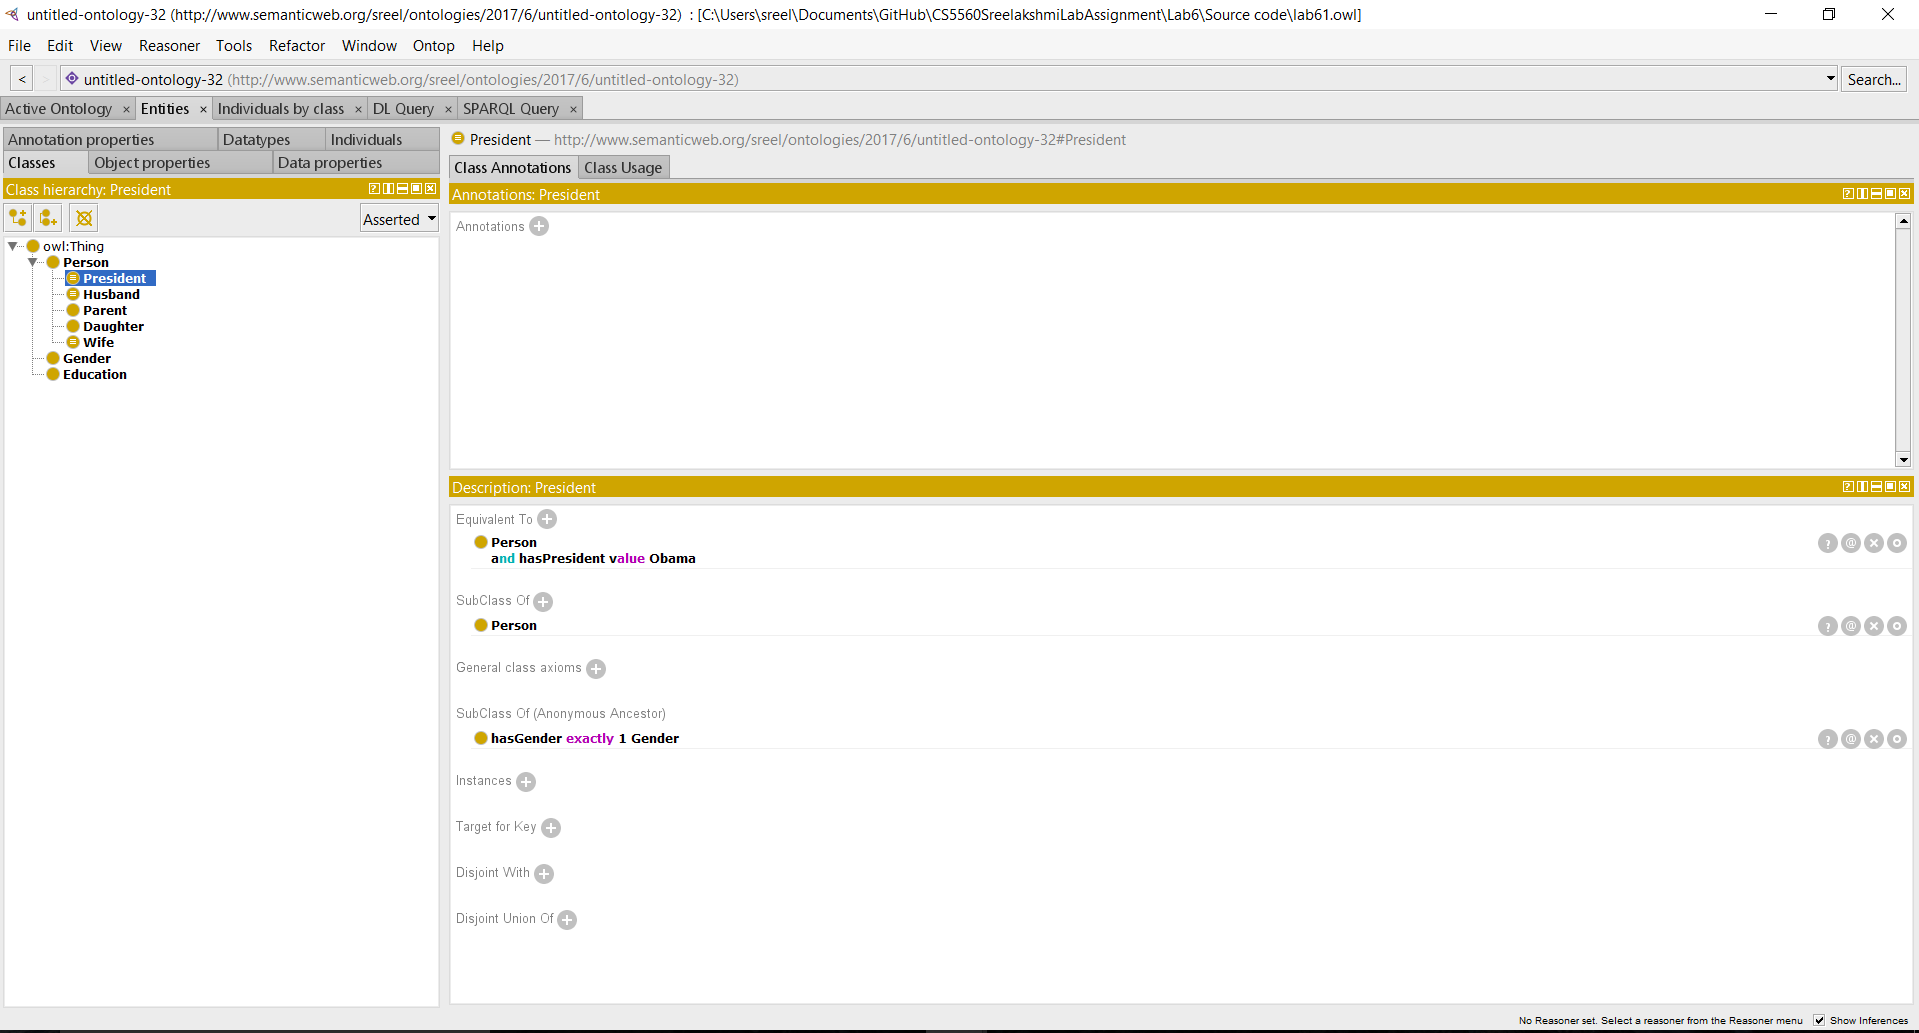 untitled-ontology-32 (http://www.semanticweb.org/sreel/ontologies/2017/6/untitled-ontology-32) : [C:\Users\sreel\Documents\GitHub\CS5560SreelakshmiLabAssignment\Lab6\Source code\lab61.owl]
File Edit View Reasoner Tools Refactor Window Ontop Help
< > untitled-ontology-32 (http://www.semanticweb.org/sreel/ontologies/2017/6/untitled-ontology-32) Search...
Active Ontology × Entities × Individuals by class × DL Query × SPARQL Query ×
Annotation properties Datatypes Individuals
Classes Object properties Data properties
Class hierarchy: President
Asserted
owl:Thing
Person
President
Husband
Parent
Daughter
Wife
Gender
Education
President — http://www.semanticweb.org/sreel/ontologies/2017/6/untitled-ontology-32#President
Class Annotations Class Usage
Annotations: President
Annotations
Description: President
Equivalent To
Person
and hasPresident value Obama
SubClass Of
Person
General class axioms
SubClass Of (Anonymous Ancestor)
hasGender exactly 1 Gender
Instances
Target for Key
Disjoint With
Disjoint Union Of
No Reasoner set. Select a reasoner from the Reasoner menu Show Inferences